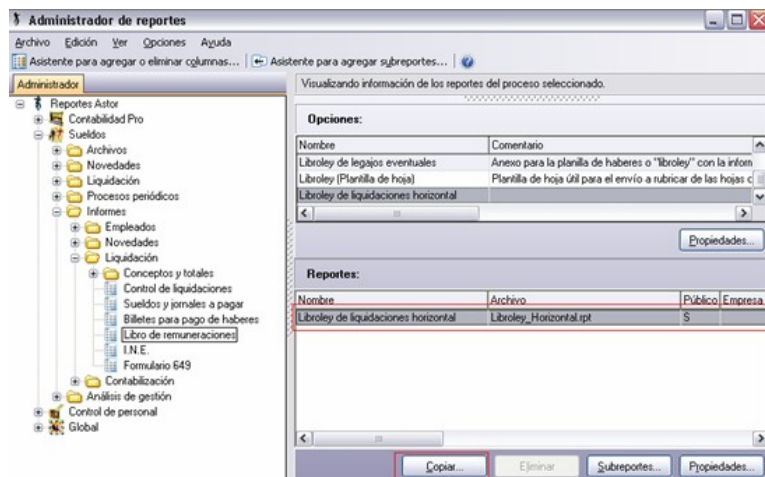 Administrador de reportes
Archivo Edición Ver Opciones Ayuda
Asistente para agregar o eliminar columnas... Asistente para agregar subreportes...
Administrador
Reportes Astor
Contabilidad Pro
Sueldos
Archivos
Novedades
Liquidación
Procesos periódicos
Informes
Empleados
Novedades
Liquidación
Conceptos y totales
Control de liquidaciones
Sueldos y jornales a pagar
Billetes para pago de haberes
Libro de remuneraciones
I.N.E.
Formulario 649
Contabilización
Análisis de gestión
Control de personal
Global
Visualizando información de los reportes del proceso seleccionado.
Opciones:
Nombre Comentario
Libroley de legajos eventuales Anexo para la planilla de haberes o "libroley" con la inform
Libroley (Plantilla de hoja) Plantilla de hoja útil para el envío a rubricar de las hojas c
Libroley de liquidaciones horizontal
Propiedades...
Reportes:
Nombre Archivo Público Empresa
Libroley de liquidaciones horizontal Libroley_Horizontal.rpt S
Copiar... Eliminar Subreportes... Propiedades...